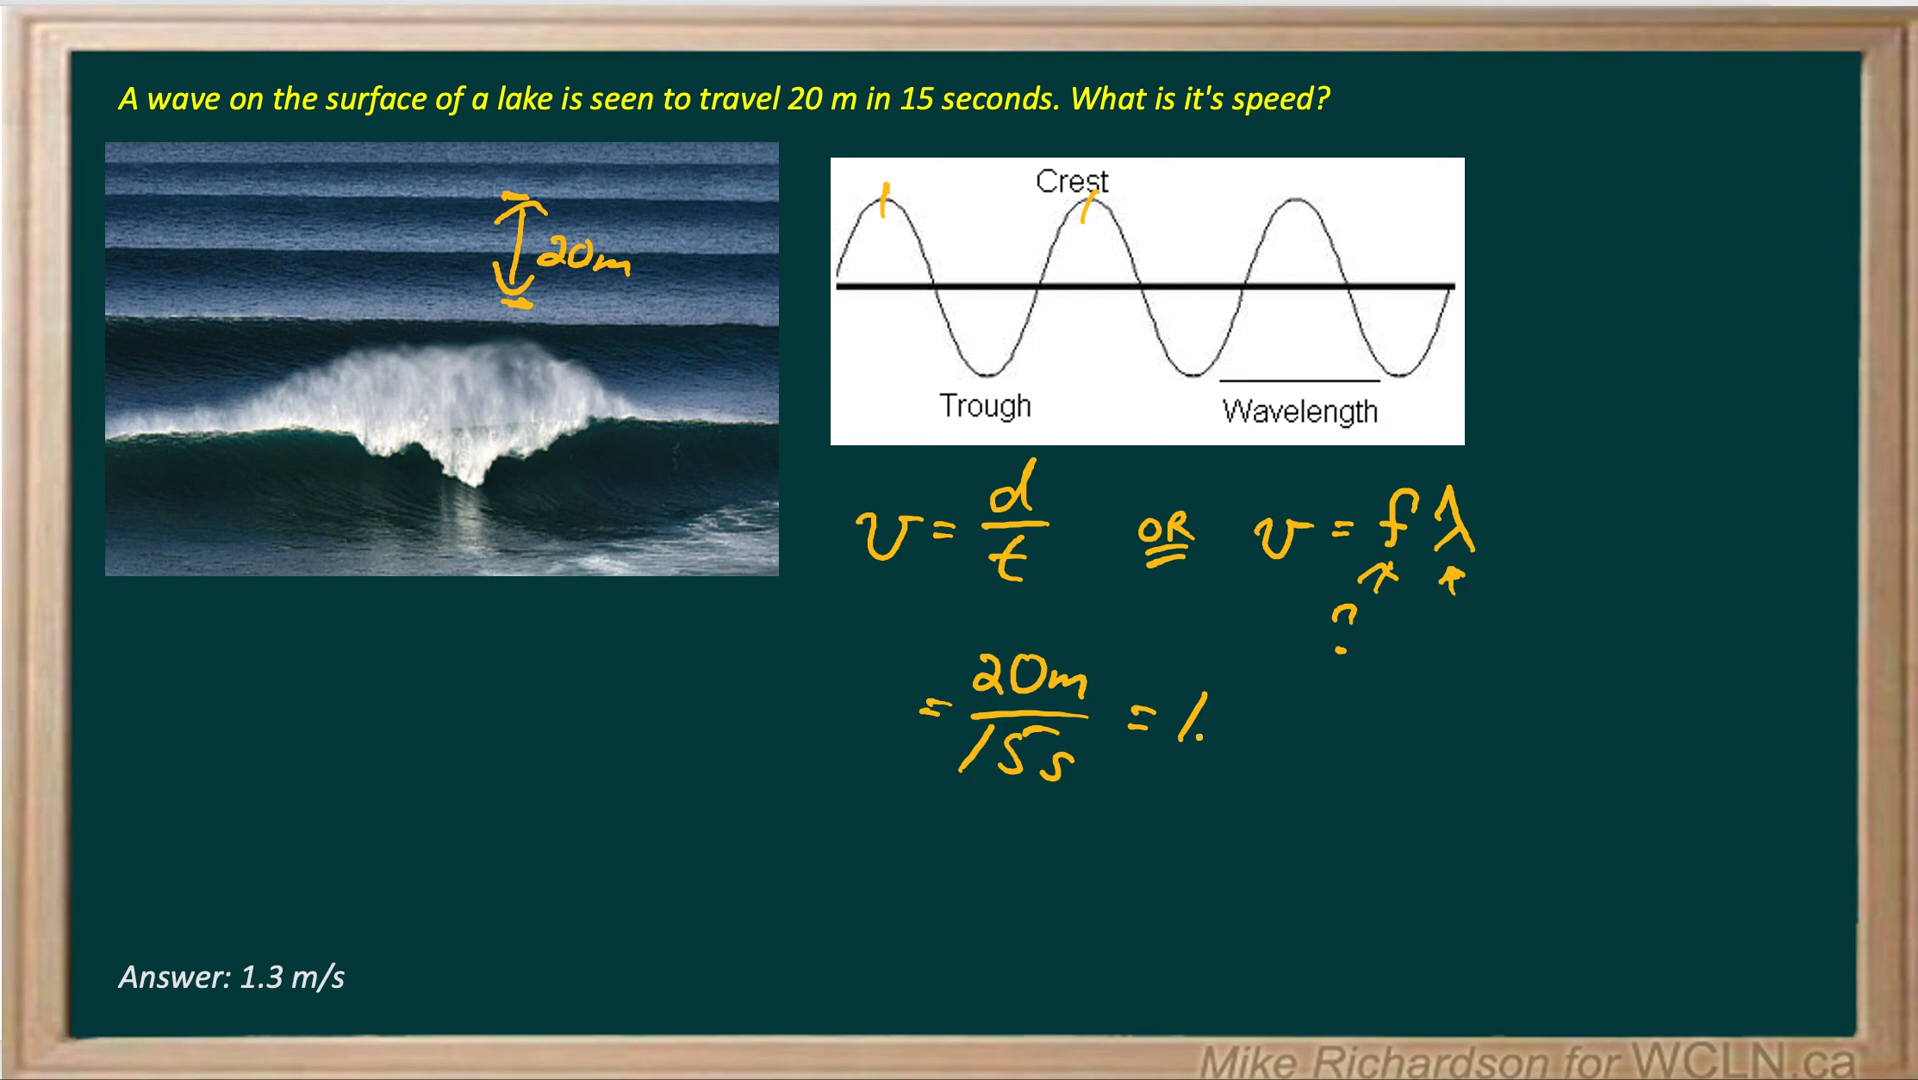 A wave on the surface of a lake is seen to travel 20 m in 15 seconds. What is it's speed?
20m
Crest
Trough
Wavelength
v = d/t OR v = fλ
?
= 20m/15s = 1.
Answer: 1.3 m/s
Mike Richardson for WCLN.ca